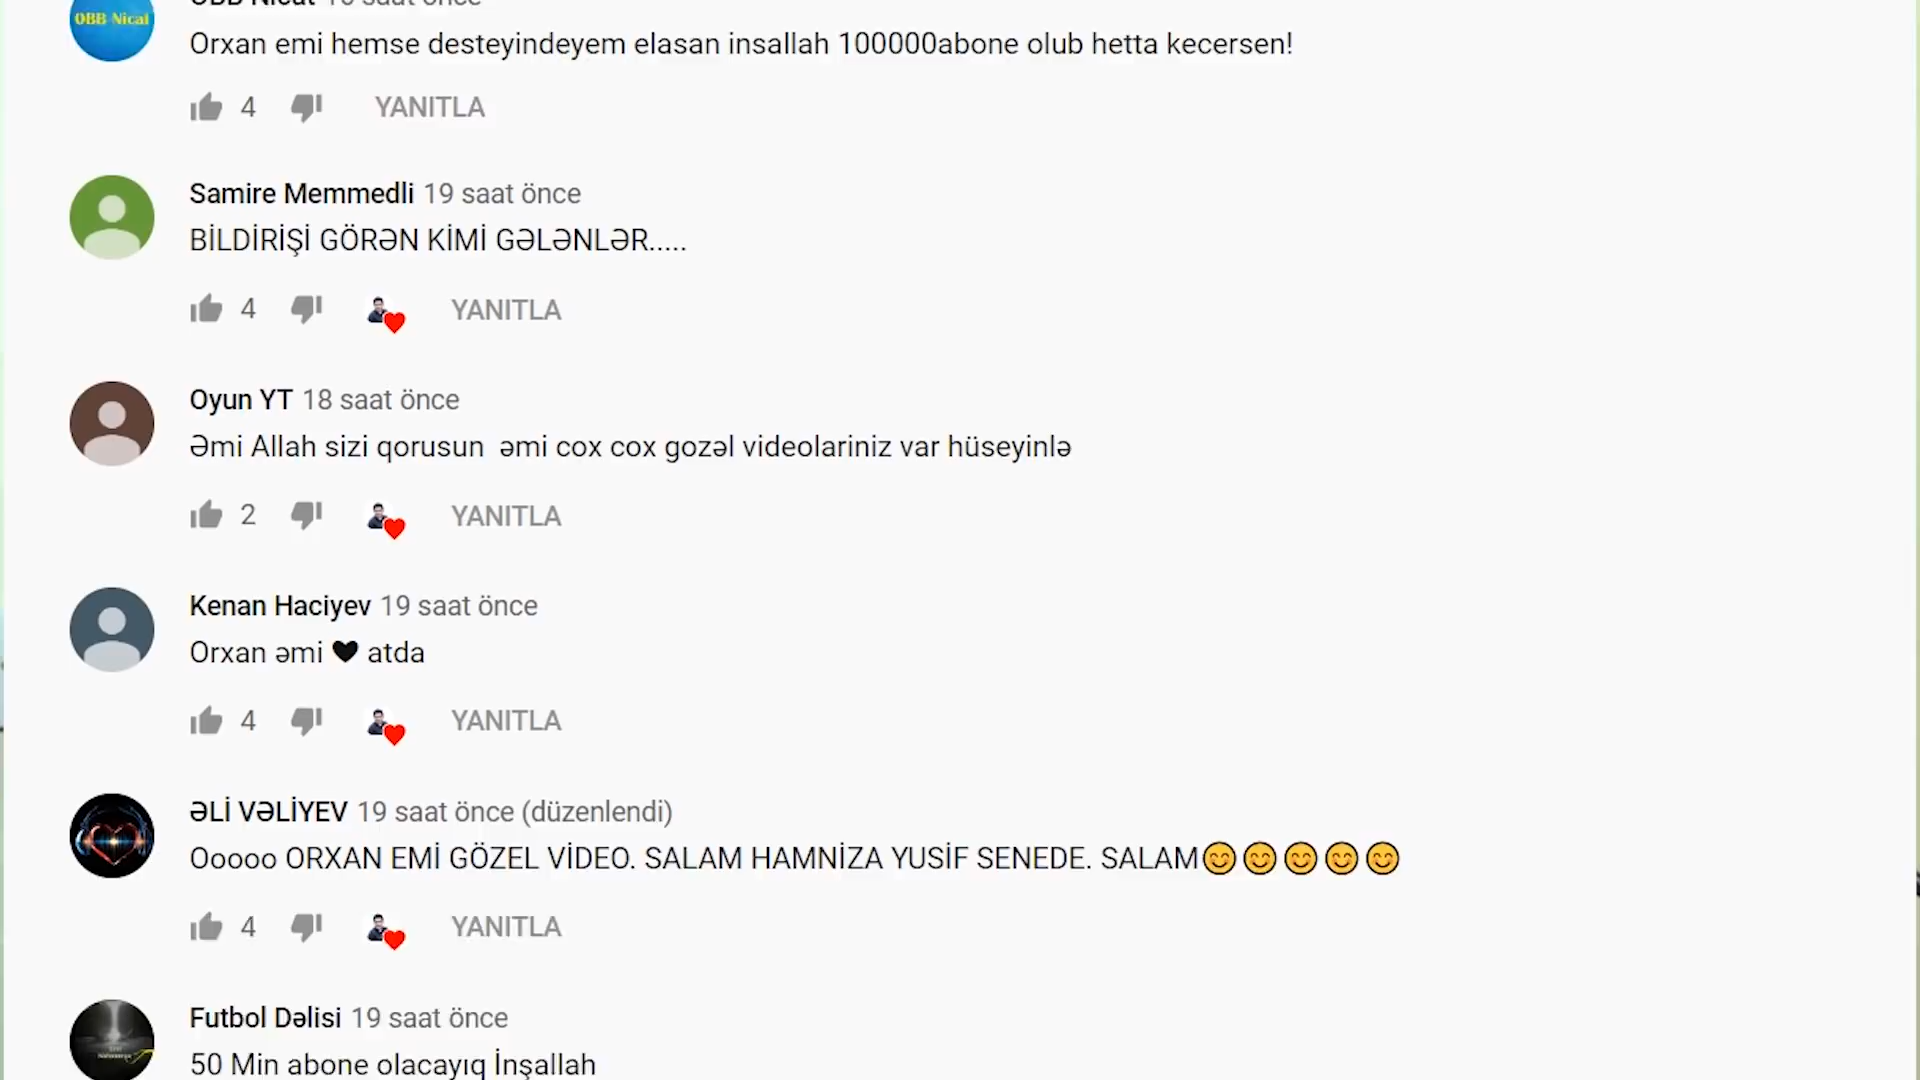 OBB Nicat
saat önce
Orxan emi hemse desteyindeyem elasan insallah 100000abone olub hetta kecersen!
4 YANITLA
Samire Memmedli 19 saat önce
BİLDİRİŞİ GÖRƏN KİMİ GƏLƏNLƏR.....
4 YANITLA
Oyun YT 18 saat önce
Əmi Allah sizi qorusun əmi cox cox gozəl videolariniz var hüseyinlə
2 YANITLA
Kenan Haciyev 19 saat önce
Orxan əmi 🖤 atda
4 YANITLA
ƏLİ VƏLİYEV 19 saat önce (düzenlendi)
Ooooo ORXAN EMİ GÖZEL VİDEO. SALAM HAMNİZA YUSİF SENEDE. SALAM😊😊😊😊😊
4 YANITLA
Futbol Dəlisi 19 saat önce
50 Min abone olacayıq İnşallah